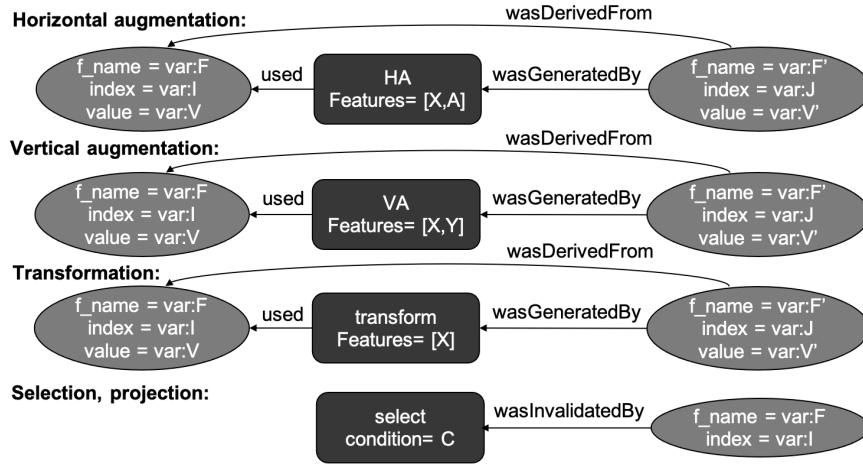 Horizontal augmentation:
wasDerivedFrom
f_name = var:F
index = var:I
value = var:V
used
HA
Features= [X,A]
wasGeneratedBy
f_name = var:F'
index = var:J
value = var:V'
Vertical augmentation:
wasDerivedFrom
f_name = var:F
index = var:I
value = var:V
used
VA
Features= [X,Y]
wasGeneratedBy
f_name = var:F'
index = var:J
value = var:V'
Transformation:
wasDerivedFrom
f_name = var:F
index = var:I
value = var:V
used
transform
Features= [X]
wasGeneratedBy
f_name = var:F'
index = var:J
value = var:V'
Selection, projection:
select
condition= C
wasInvalidatedBy
f_name = var:F
index = var:I